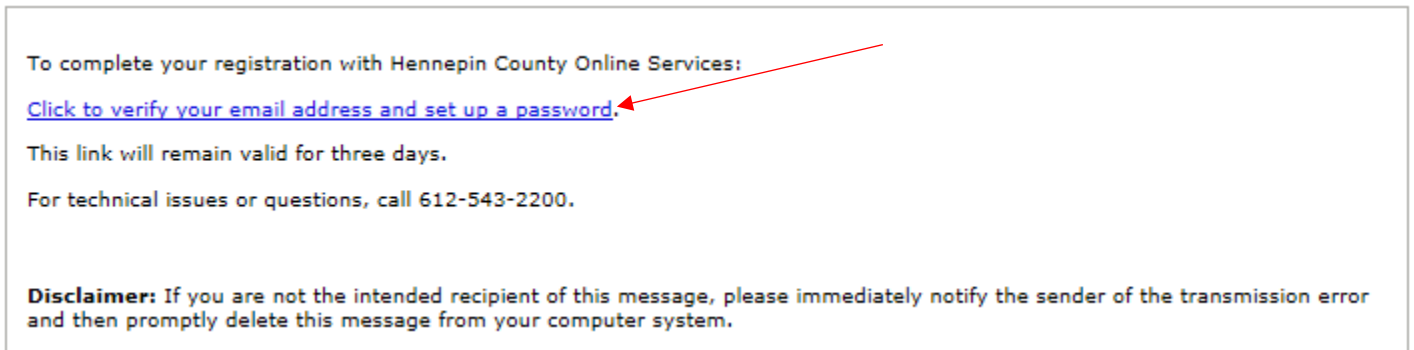 To complete your registration with Hennepin County Online Services:
Click to verify your email address and set up a password.
This link will remain valid for three days.
For technical issues or questions, call 612-543-2200.
Disclaimer: If you are not the intended recipient of this message, please immediately notify the sender of the transmission error
and then promptly delete this message from your computer system.